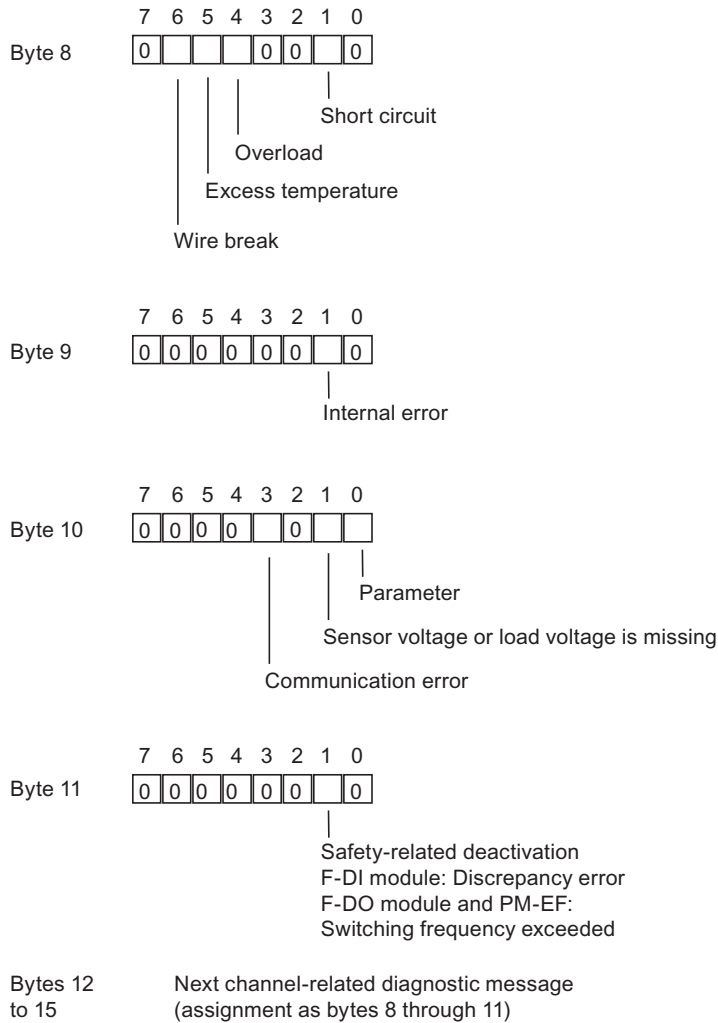 7 6 5 4 3 2 1 0
Byte 8 0 0 0 0
Short circuit
Overload
Excess temperature
Wire break
7 6 5 4 3 2 1 0
Byte 9 0 0 0 0 0 0 0
Internal error
7 6 5 4 3 2 1 0
Byte 10 0 0 0 0 0
Parameter
Sensor voltage or load voltage is missing
Communication error
7 6 5 4 3 2 1 0
Byte 11 0 0 0 0 0 0 0
Safety-related deactivation
F-DI module: Discrepancy error
F-DO module and PM-EF:
Switching frequency exceeded
Bytes 12 Next channel-related diagnostic message
to 15 (assignment as bytes 8 through 11)